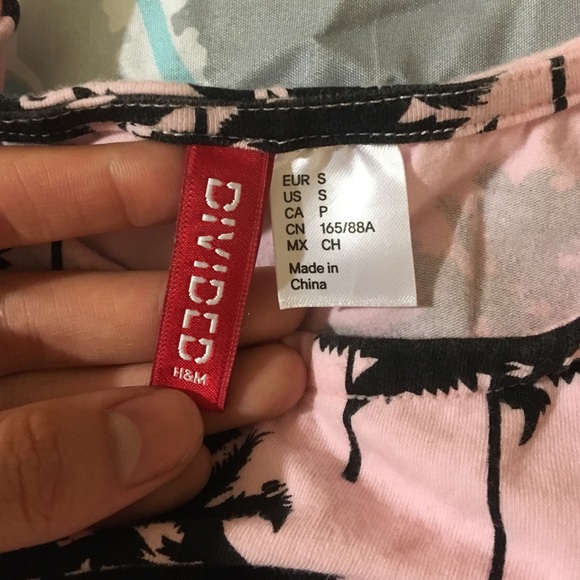 DIVIDED
H&M
EUR S
US S
CA P
CN 165/88A
MX CH
Made in
China